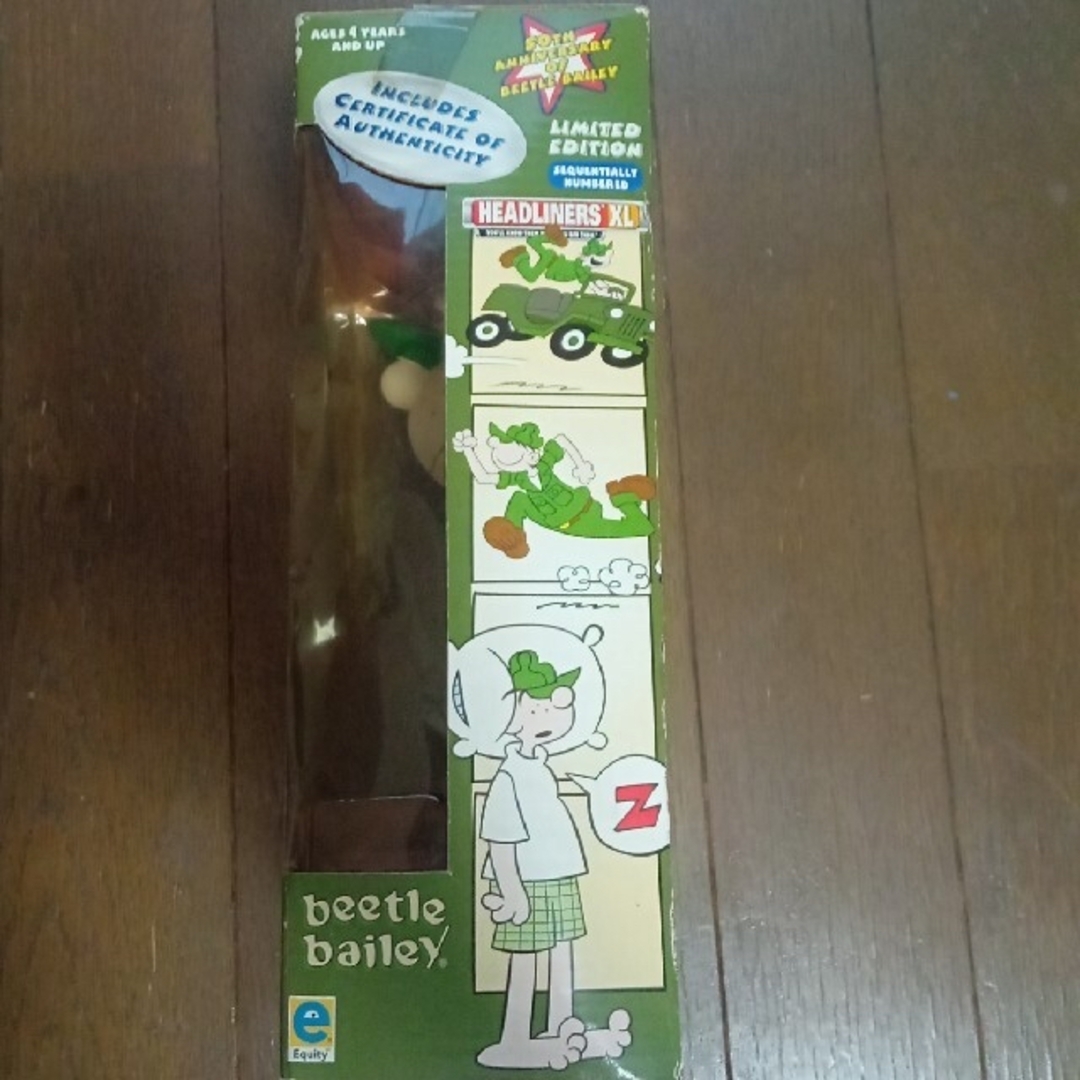 AGES 4 YEARS
AND UP
50TH
ANNIVERSARY
OF
BEETLE BAILEY
INCLUDES
CERTIFICATE OF
AUTHENTICITY
LIMITED
EDITION
SEQUENTIALLY
NUMBERED
HEADLINERS XL
Z
beetle
bailey
e
Equity